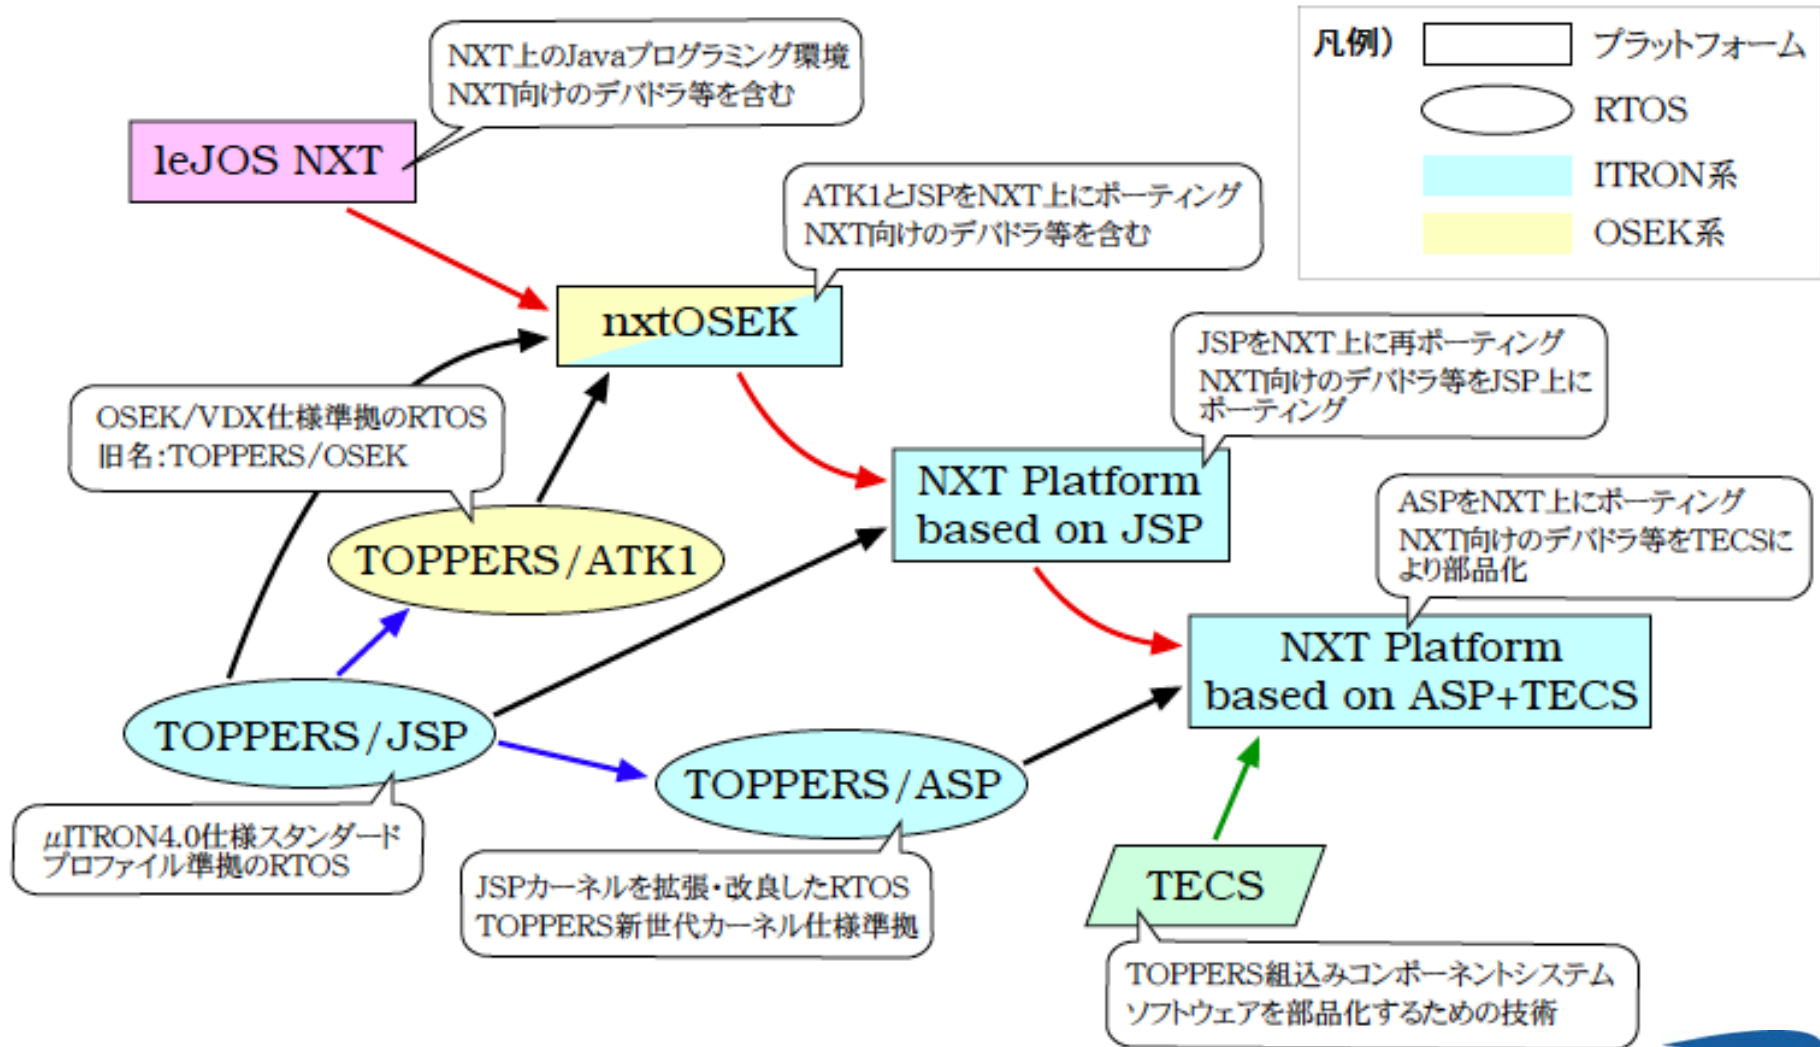 NXT上のJavaプログラミング環境
NXT向けのデバドラ等を含む
凡例)
プラットフォーム
RTOS
ITRON系
OSEK系
leJOS NXT
ATK1とJSPをNXT上にポーティング
NXT向けのデバドラ等を含む
nxtOSEK
JSPをNXT上に再ポーティング
NXT向けのデバドラ等をJSP上に
ポーティング
OSEK/VDX仕様準拠のRTOS
旧名:TOPPERS/OSEK
NXT Platform
based on JSP
ASPをNXT上にポーティング
NXT向けのデバドラ等をTECSに
より部品化
TOPPERS/ATK1
NXT Platform
based on ASP+TECS
TOPPERS/JSP
TOPPERS/ASP
μITRON4.0仕様スタンダード
プロファイル準拠のRTOS
JSPカーネルを拡張・改良したRTOS
TOPPERS新世代カーネル仕様準拠
TECS
TOPPERS組込みコンポーネントシステム
ソフトウェアを部品化するための技術